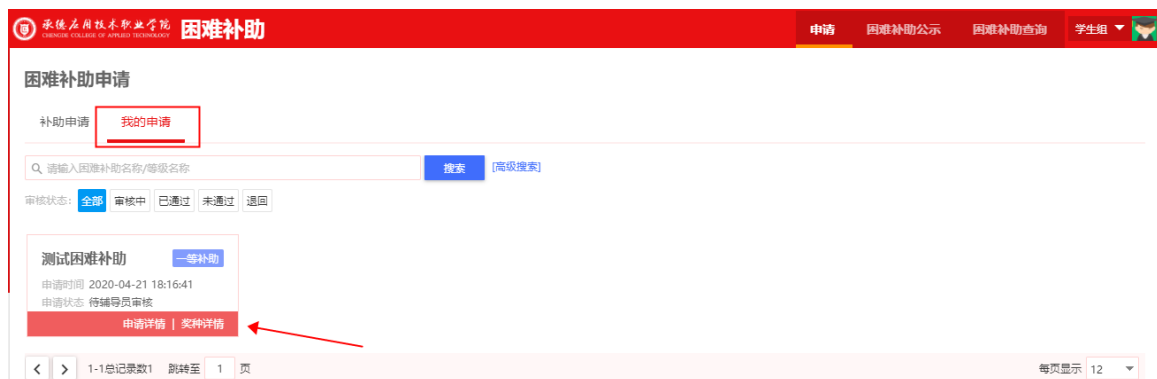 承德应用技术职业学院 困难补助 申请 困难补助公示 困难补助查询 学生组
CHENGDE COLLEGE OF APPLIED TECHNOLOGY
困难补助申请
补助申请 我的申请
请输入困难补助名称/等级名称 搜索 [高级搜索]
审核状态: 全部 审核中 已通过 未通过 退回
测试困难补助 一等补助
申请时间 2020-04-21 18:16:41
申请状态 待辅导员审核
申请详情 | 奖种详情
1-1总记录数1 跳转至 1 页 每页显示 12